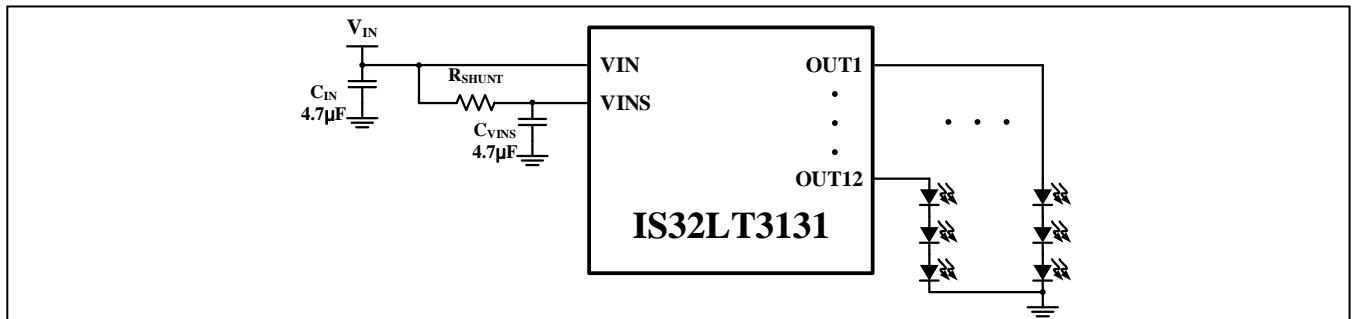 VIN
RSHUNT
CIN
4.7µF
VIN
VINS
CVINS
4.7µF
OUT1
OUT12
IS32LT3131